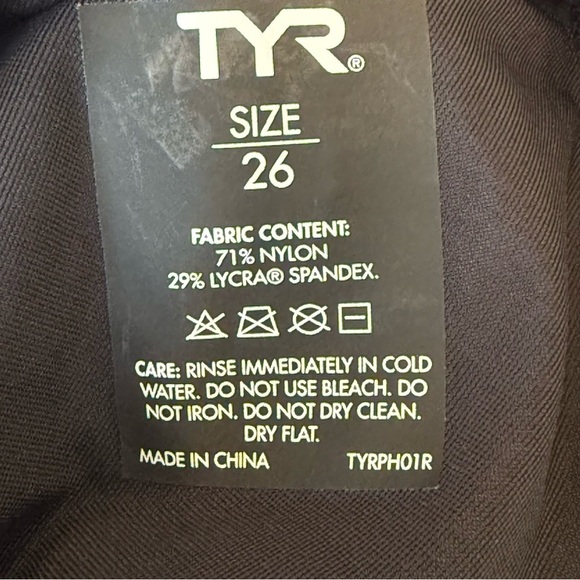 TYR®
SIZE
26
FABRIC CONTENT:
71% NYLON
29% LYCRA® SPANDEX.
CARE: RINSE IMMEDIATELY IN COLD
WATER. DO NOT USE BLEACH. DO
NOT IRON. DO NOT DRY CLEAN.
DRY FLAT.
MADE IN CHINA TYRPH01R